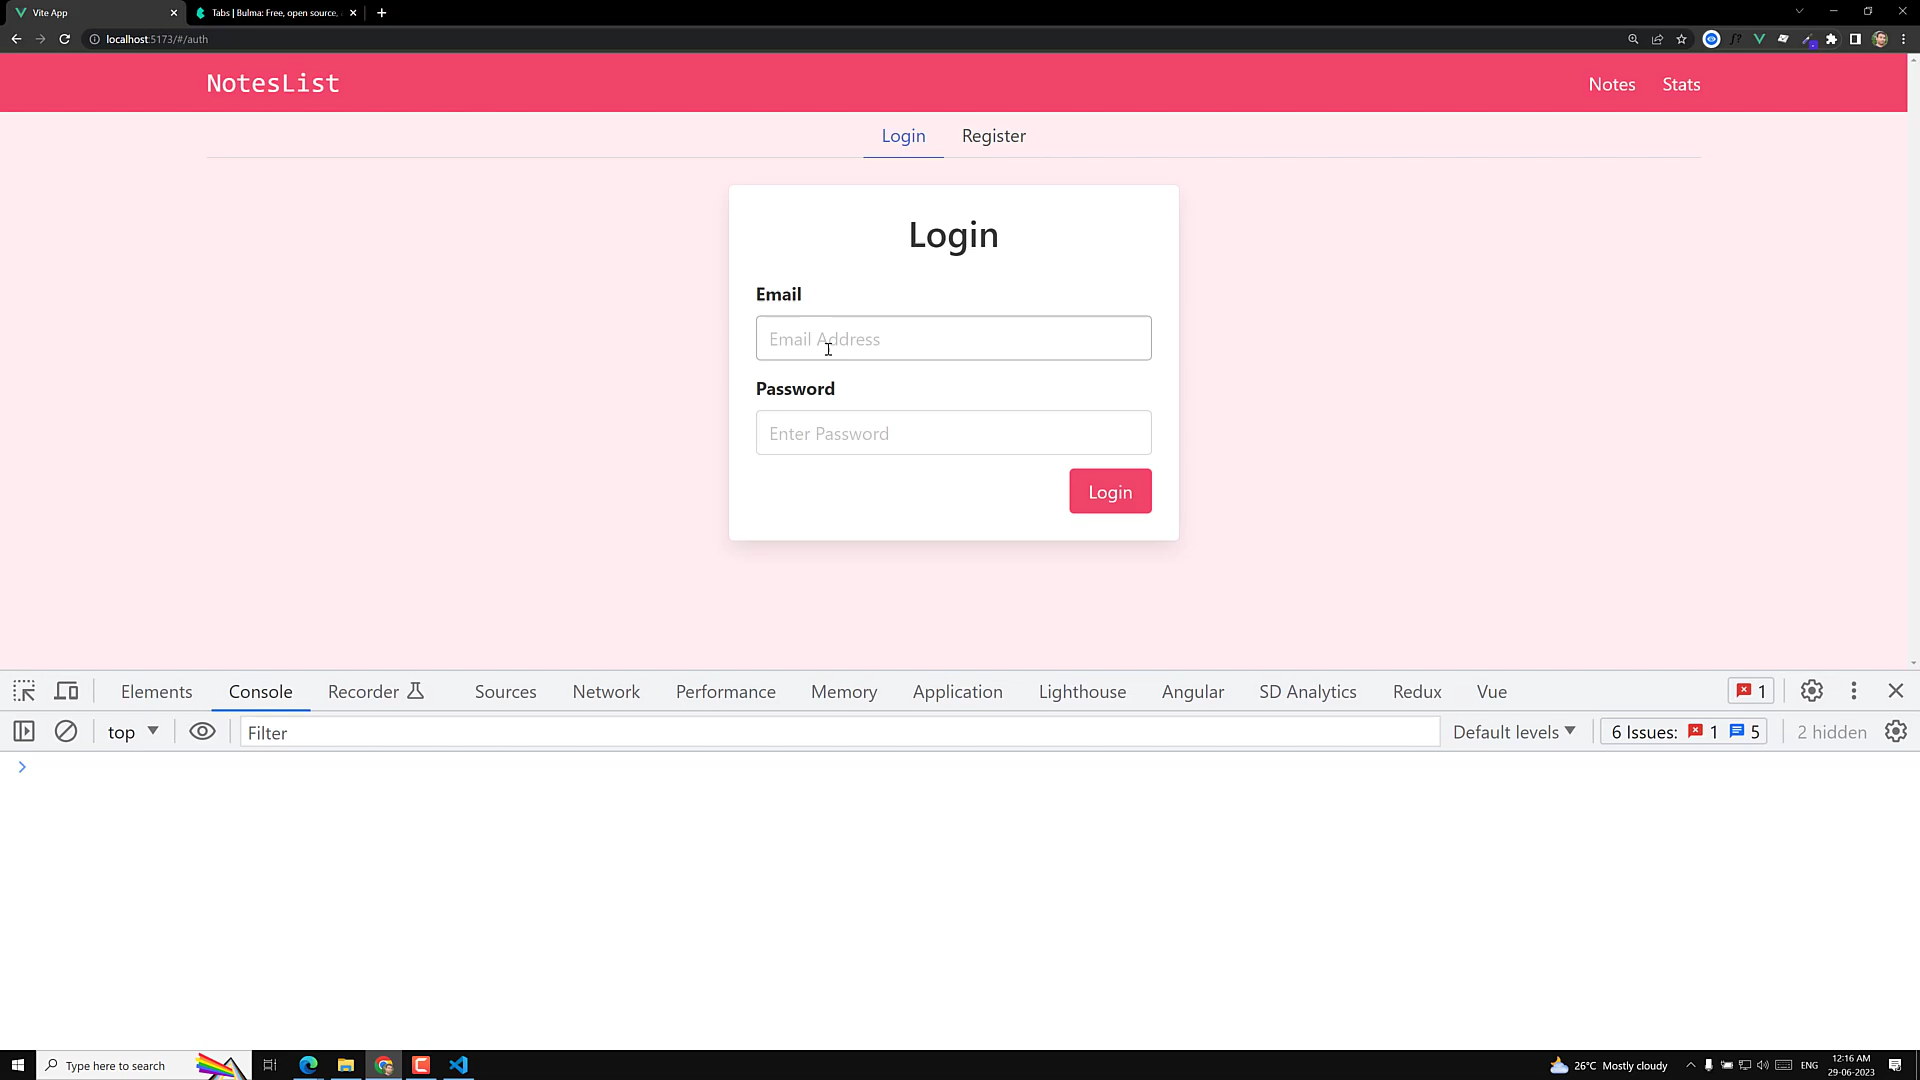 Vite App
Tabs | Bulma: Free, open source,
localhost:5173/#/auth
NotesList
Notes
Stats
Login
Register
Login
Email
Email Address
Password
Enter Password
Login
Elements
Console
Recorder
Sources
Network
Performance
Memory
Application
Lighthouse
Angular
SD Analytics
Redux
Vue
1
top
Filter
Default levels
6 Issues:
1
5
2 hidden
Type here to search
26°C Mostly cloudy
ENG
12:16 AM
29-06-2023